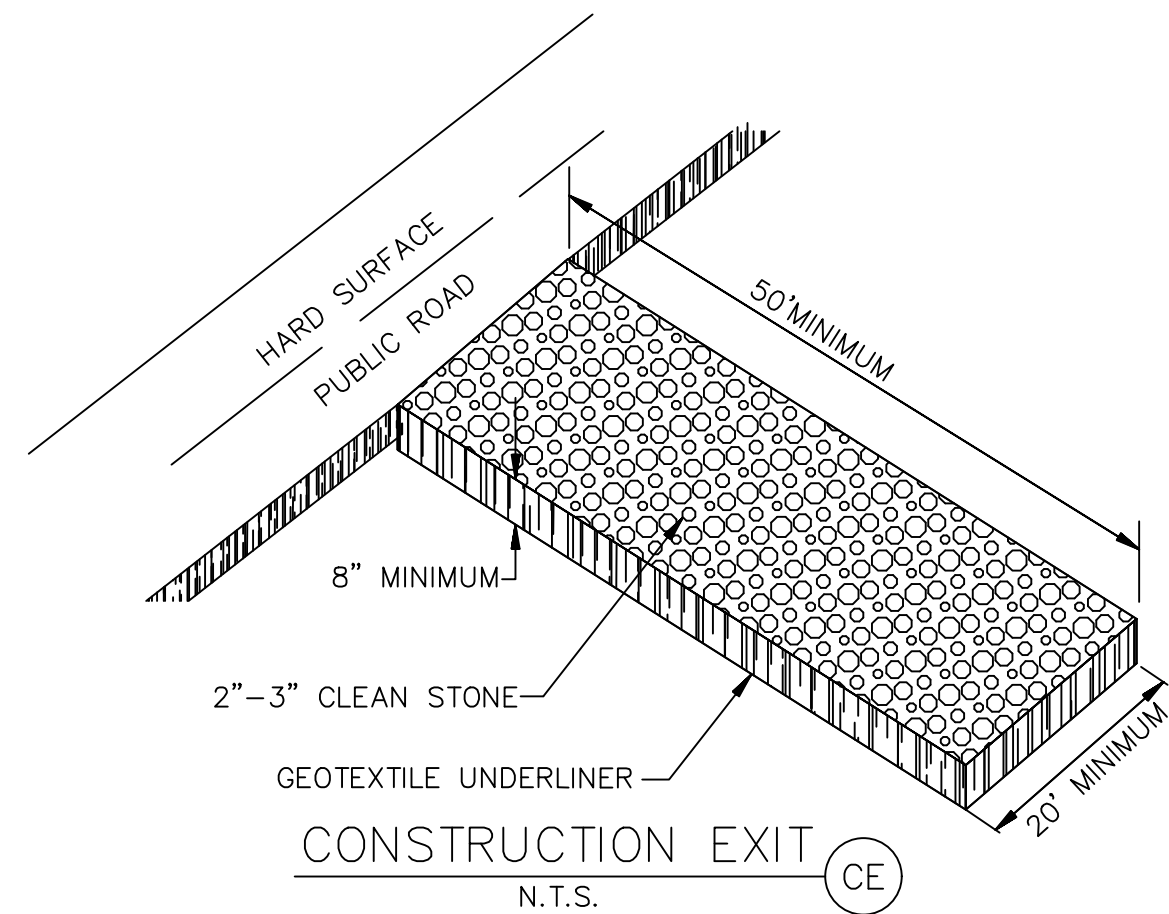 HARD SURFACE
PUBLIC ROAD
50'MINIMUM
8” MINIMUM
2”–3” CLEAN STONE
GEOTEXTILE UNDERLINER
20' MINIMUM
CONSTRUCTION EXIT
CE
N.T.S.